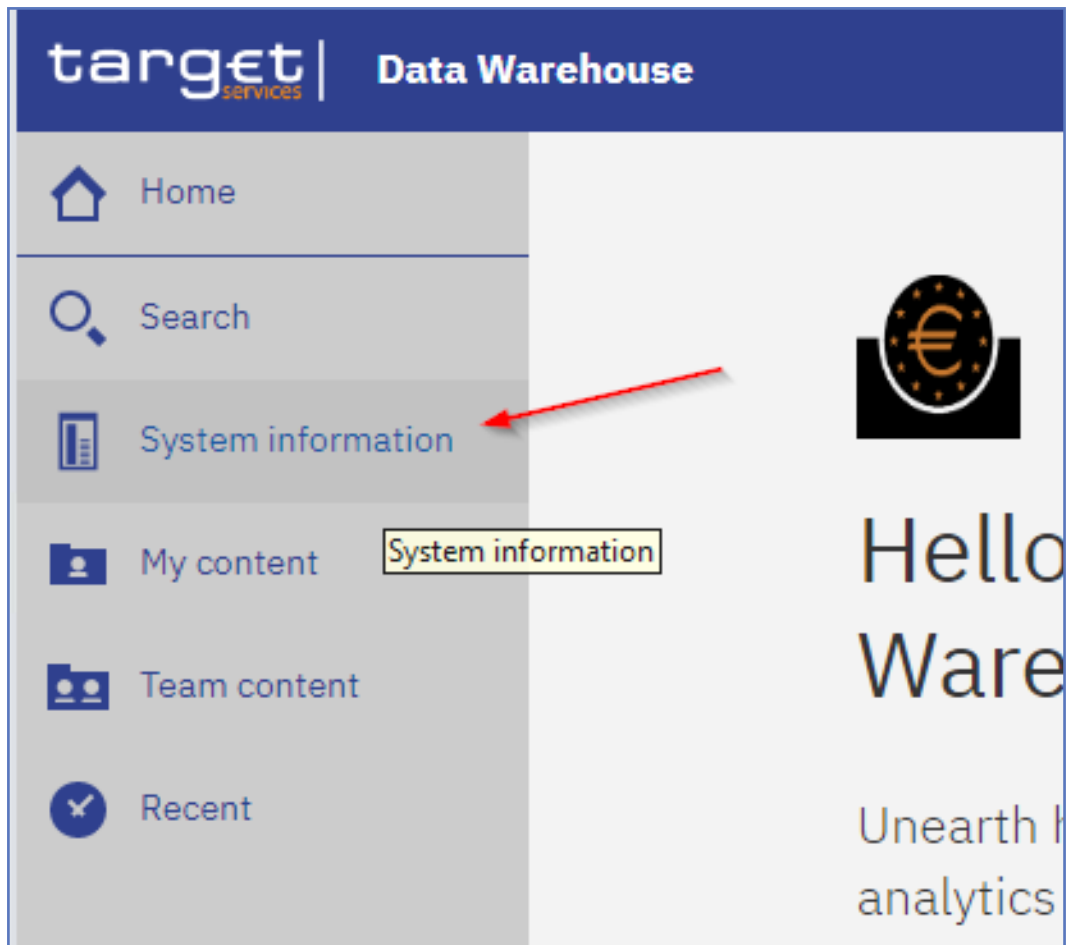 target services | Data Warehouse
Home
Search
System information
System information
My content
Team content
Recent
€
Hello
Ware
Unearth h
analytics